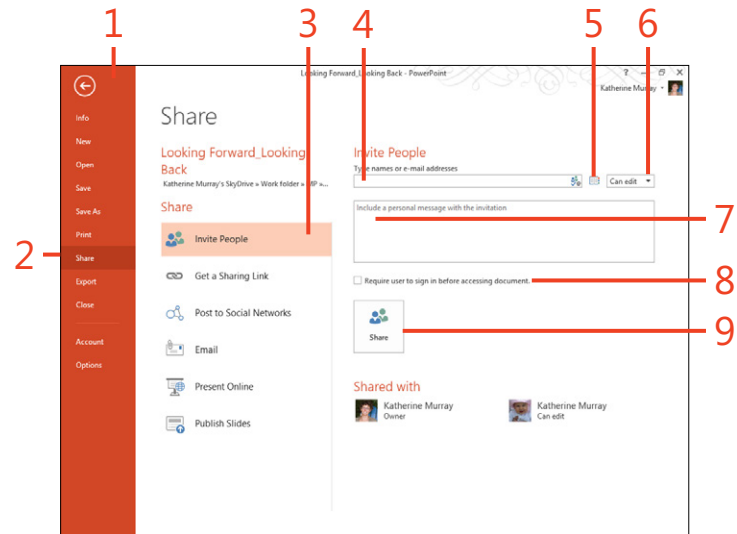 1
3
4
5
6
Looking Forward_Looking Back - PowerPoint
?
Katherine Murray
Info
New
Open
Save
Save As
Print
2
Share
Export
Close
Account
Options
Share
Looking Forward_Looking
Back
Katherine Murray's SkyDrive » Work folder » MP »...
Share
Invite People
Get a Sharing Link
Post to Social Networks
Email
Present Online
Publish Slides
Invite People
Type names or e-mail addresses
Can edit
Include a personal message with the invitation
7
Require user to sign in before accessing document.
8
Share
9
Shared with
Katherine Murray
Owner
Katherine Murray
Can edit